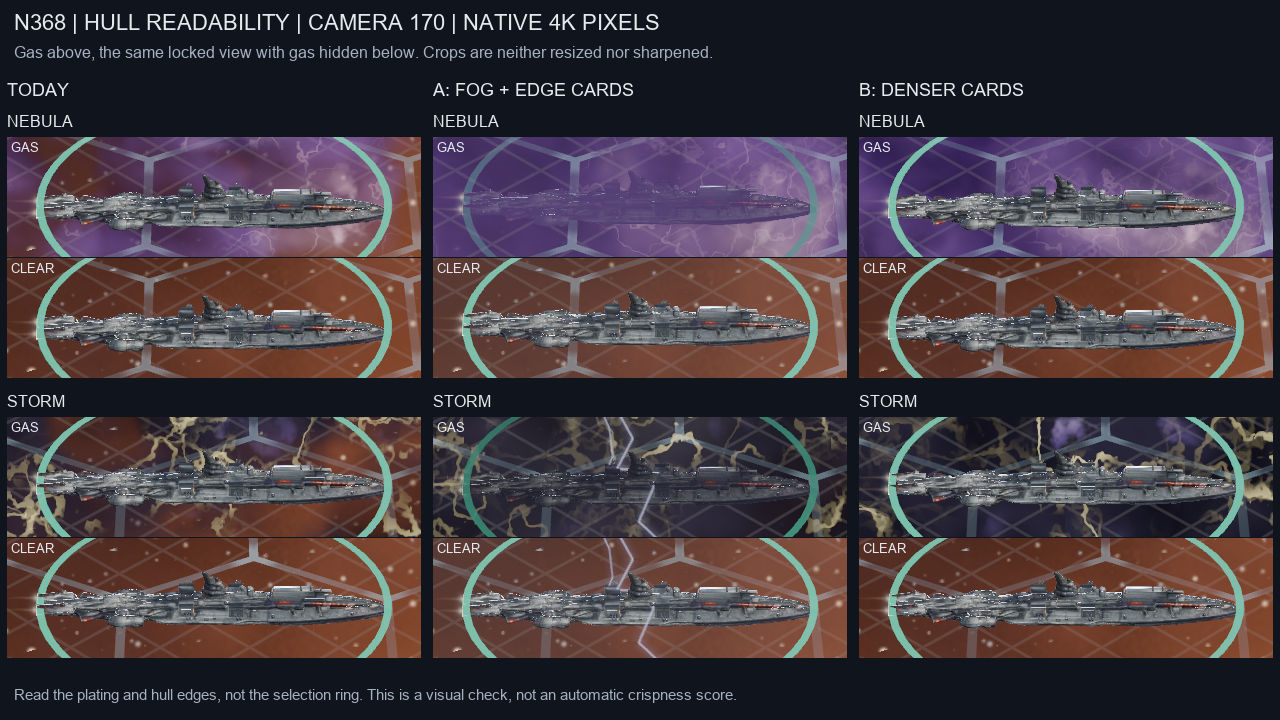 N368 | HULL READABILITY | CAMERA 170 | NATIVE 4K PIXELS
Gas above, the same locked view with gas hidden below. Crops are neither resized nor sharpened.
TODAY
NEBULA
GAS
CLEAR
STORM
GAS
CLEAR
A: FOG + EDGE CARDS
NEBULA
GAS
CLEAR
STORM
GAS
CLEAR
B: DENSER CARDS
NEBULA
GAS
CLEAR
STORM
GAS
CLEAR
Read the plating and hull edges, not the selection ring. This is a visual check, not an automatic crispness score.